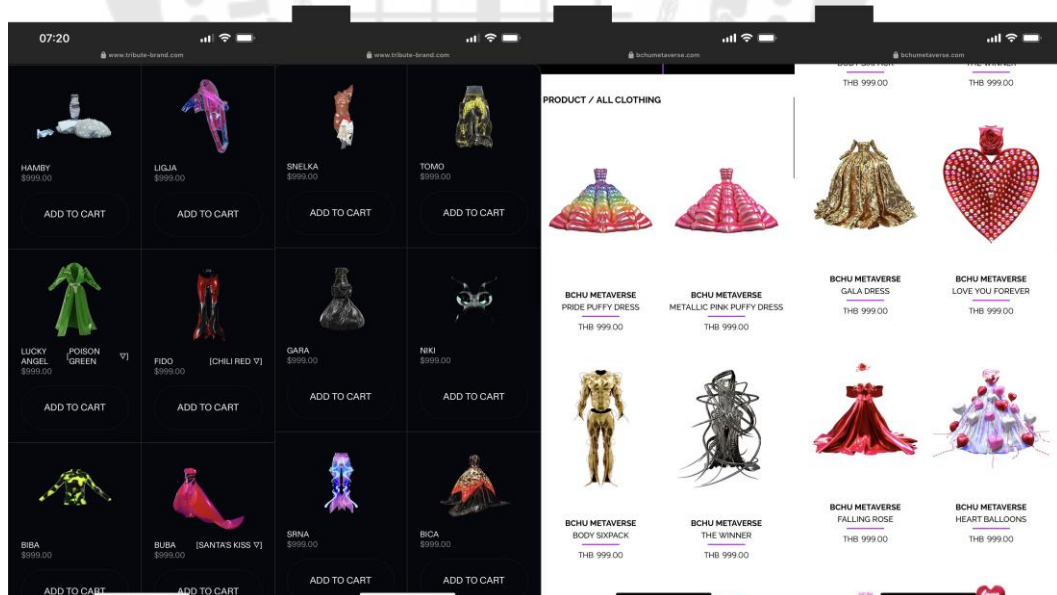 07:20
www.tribute-brand.com
HAMBY
$999.00
ADD TO CART
LIGJA
$999.00
ADD TO CART
LUCKY ANGEL [POISON GREEN ▽]
$999.00
ADD TO CART
FIDO [CHILI RED ▽]
$999.00
ADD TO CART
BIBA
$999.00
ADD TO CART
BUBA [SANTA'S KISS ▽]
$999.00
ADD TO CART
www.tribute-brand.com
SNELKA
$999.00
ADD TO CART
TOMO
$999.00
ADD TO CART
GARA
$999.00
ADD TO CART
NIKI
$999.00
ADD TO CART
SRNA
$999.00
ADD TO CART
BICA
$999.00
ADD TO CART
bchumetaverse.com
PRODUCT / ALL CLOTHING
BCHU METAVERSE
PRIDE PUFFY DRESS
THB 999.00
BCHU METAVERSE
METALLIC PINK PUFFY DRESS
THB 999.00
BCHU METAVERSE
BODY SIXPACK
THB 999.00
BCHU METAVERSE
THE WINNER
THB 999.00
bchumetaverse.com
BODY SIXPACK
THB 999.00
THE WINNER
THB 999.00
BCHU METAVERSE
GALA DRESS
THB 999.00
BCHU METAVERSE
LOVE YOU FOREVER
THB 999.00
BCHU METAVERSE
FALLING ROSE
THB 999.00
BCHU METAVERSE
HEART BALLOONS
THB 999.00